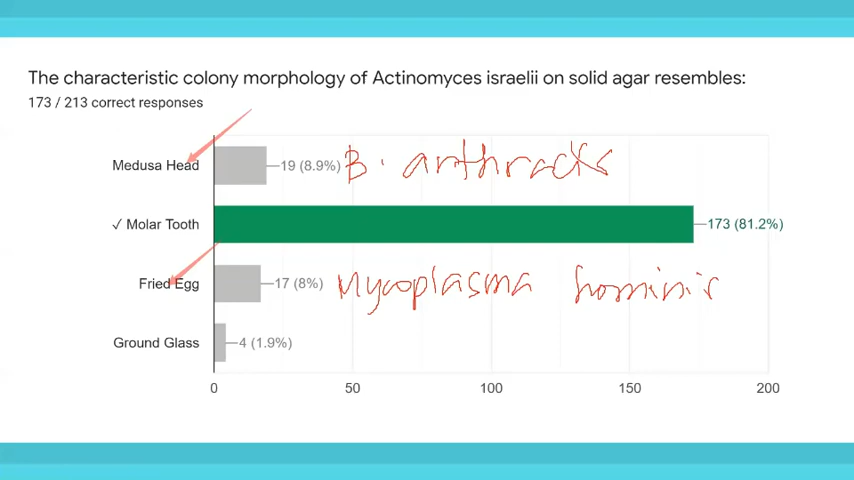 The characteristic colony morphology of Actinomyces israelii on solid agar resembles:
173 / 213 correct responses
Medusa Head 19 (8.9%) B. anthracks
✓ Molar Tooth 173 (81.2%)
Fried Egg 17 (8%) Mycoplasma hominis
Ground Glass 4 (1.9%)
0 50 100 150 200